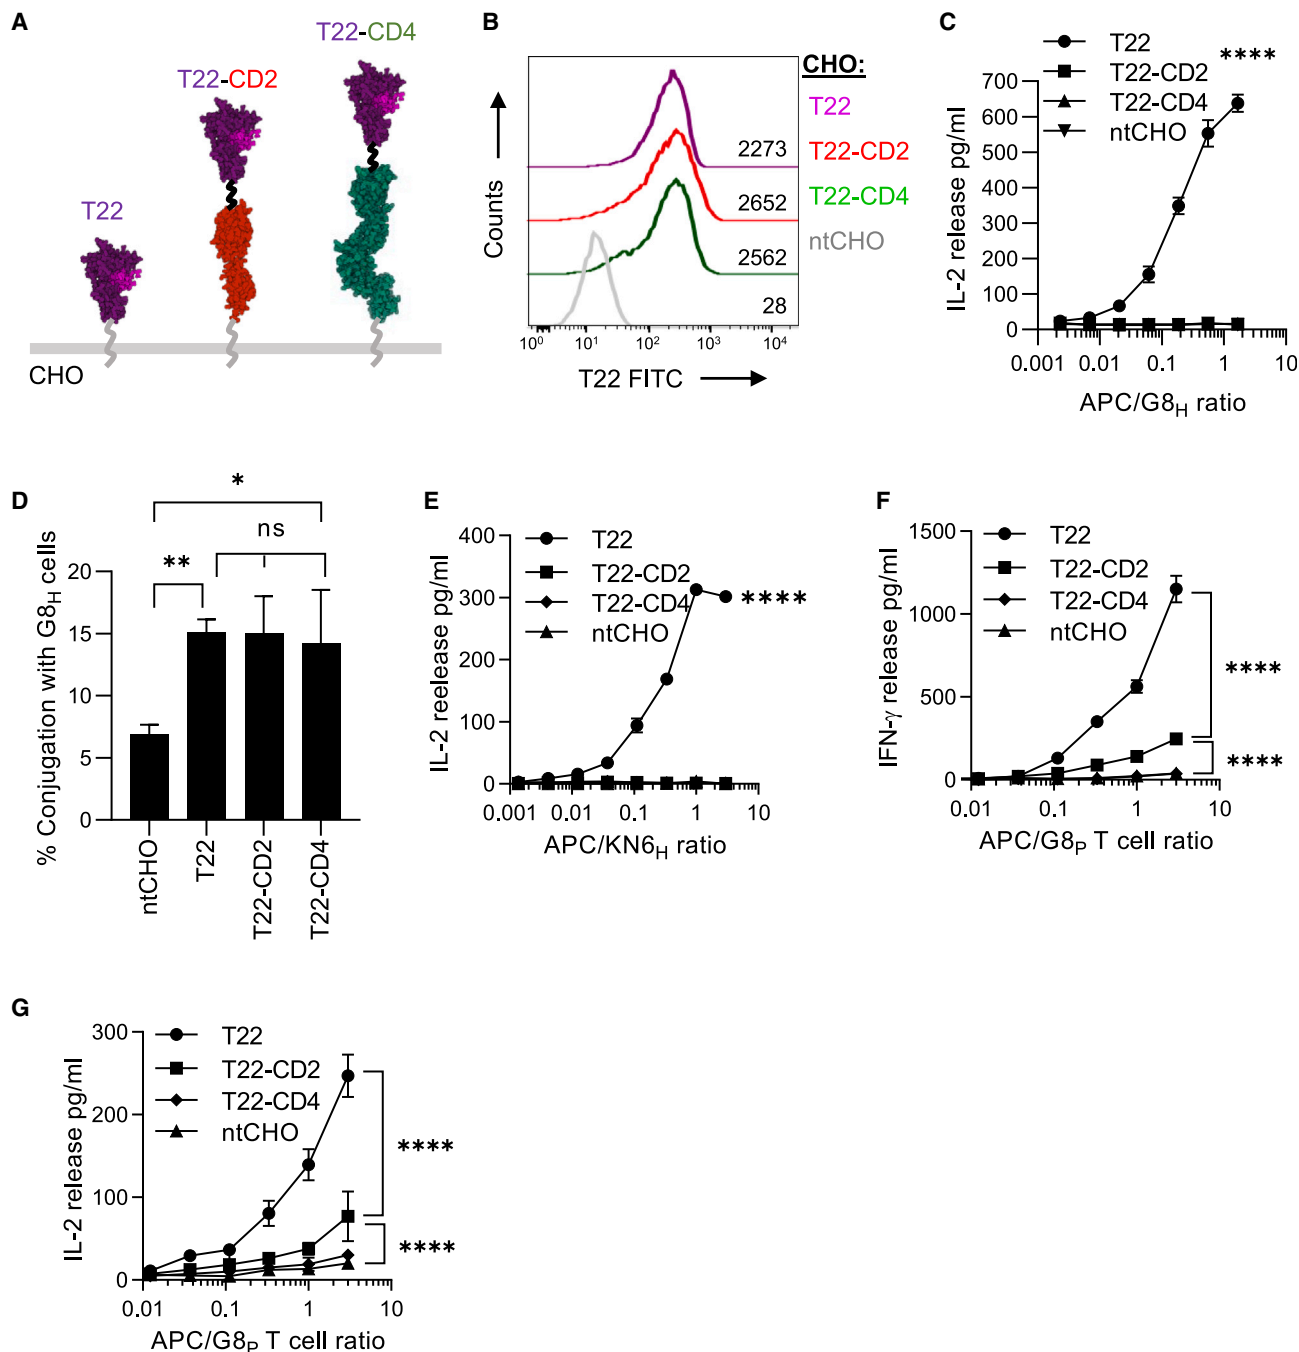 A
T22-CD4
T22-CD2
T22
CHO
B
CHO:
T22
T22-CD2
T22-CD4
ntCHO
2273
2652
2562
28
Counts
10⁰ 10¹ 10² 10³ 10⁴
T22 FITC
C
T22
T22-CD2
T22-CD4
ntCHO
****
IL-2 release pg/ml
700
600
500
400
300
200
100
0
0.001 0.01 0.1 1 10
APC/G8H ratio
D
*
**
ns
% Conjugation with G8H cells
20
15
10
5
0
ntCHO
T22
T22-CD2
T22-CD4
E
T22
T22-CD2
T22-CD4
ntCHO
****
IL-2 reelease pg/ml
400
300
200
100
0
0.001 0.01 0.1 1 10
APC/KN6H ratio
F
T22
T22-CD2
T22-CD4
ntCHO
****
****
IFN-γ release pg/ml
1500
1000
500
0
0.01 0.1 1 10
APC/G8P T cell ratio
G
T22
T22-CD2
T22-CD4
ntCHO
****
****
IL-2 release pg/ml
300
200
100
0
0.01 0.1 1 10
APC/G8P T cell ratio